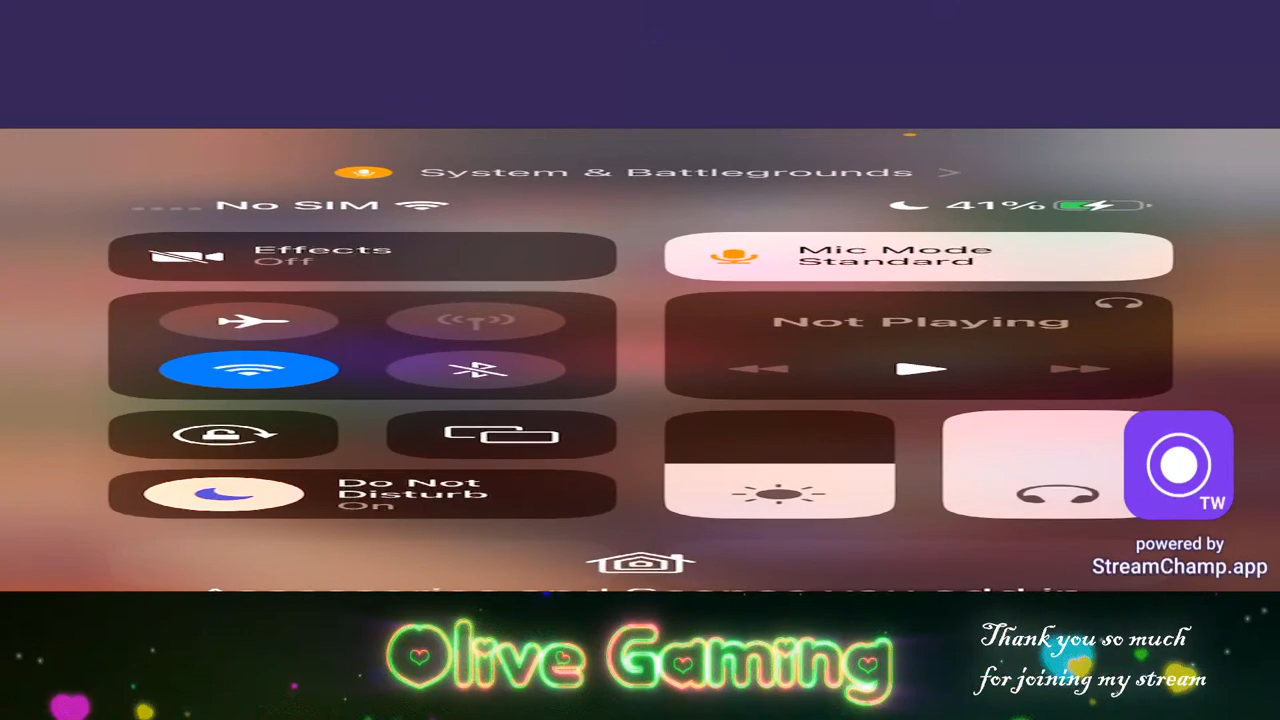 System & Battlegrounds
No SIM 41%
Effects
Off
Mic Mode
Standard
Not Playing
Do Not
Disturb
On
TW
powered by
StreamChamp.app
Olive Gaming
Thank you so much
for joining my stream